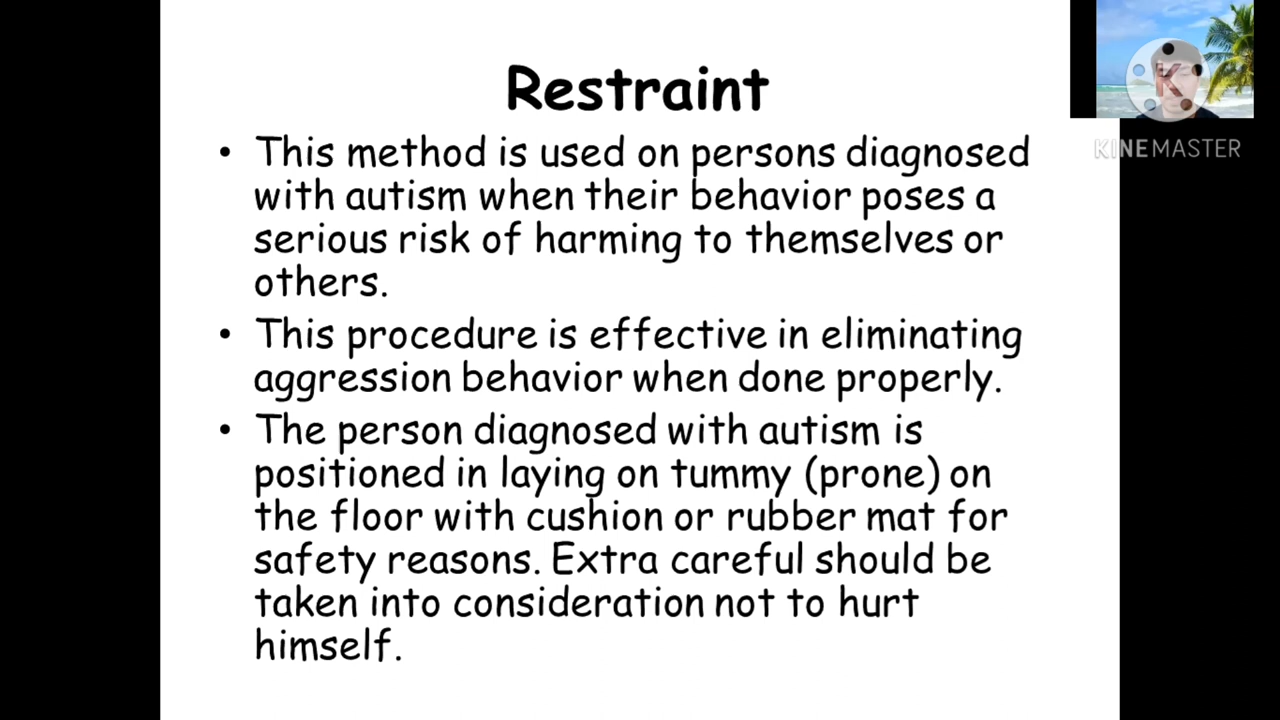 Restraint
• This method is used on persons diagnosed
with autism when their behavior poses a
serious risk of harming to themselves or
others.
• This procedure is effective in eliminating
aggression behavior when done properly.
• The person diagnosed with autism is
positioned in laying on tummy (prone) on
the floor with cushion or rubber mat for
safety reasons. Extra careful should be
taken into consideration not to hurt
himself.
K
KINEMASTER